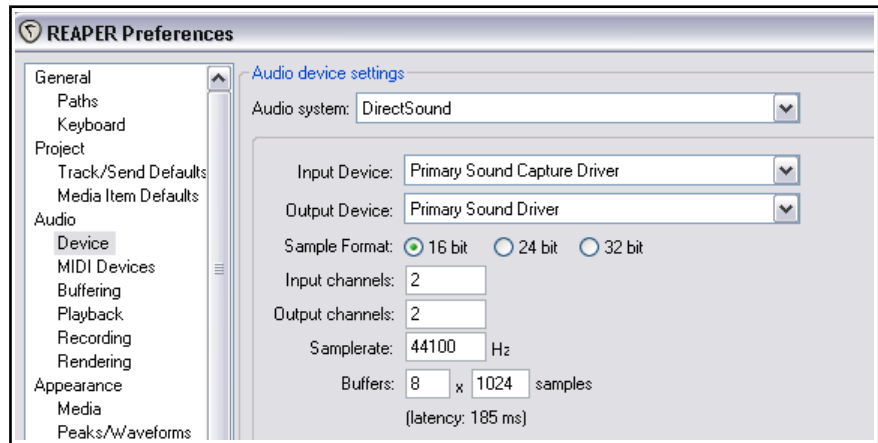 REAPER Preferences
General
Paths
Keyboard
Project
Track/Send Defaults
Media Item Defaults
Audio
Device
MIDI Devices
Buffering
Playback
Recording
Rendering
Appearance
Media
Peaks/Waveforms
Audio device settings
Audio system: DirectSound
Input Device: Primary Sound Capture Driver
Output Device: Primary Sound Driver
Sample Format: 16 bit 24 bit 32 bit
Input channels: 2
Output channels: 2
Samplerate: 44100 Hz
Buffers: 8 x 1024 samples
(latency: 185 ms)